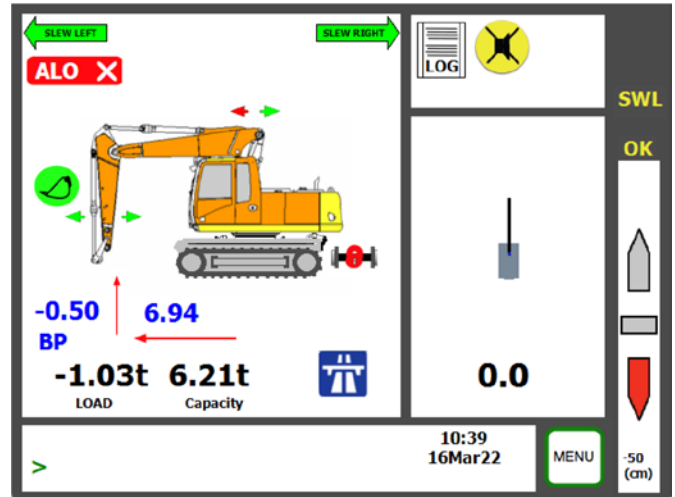 SLEW LEFT
SLEW RIGHT
ALO X
LOG
SWL
OK
-0.50
6.94
BP
-1.03t 6.21t
LOAD Capacity
0.0
-50
(cm)
>
10:39
16Mar22
MENU